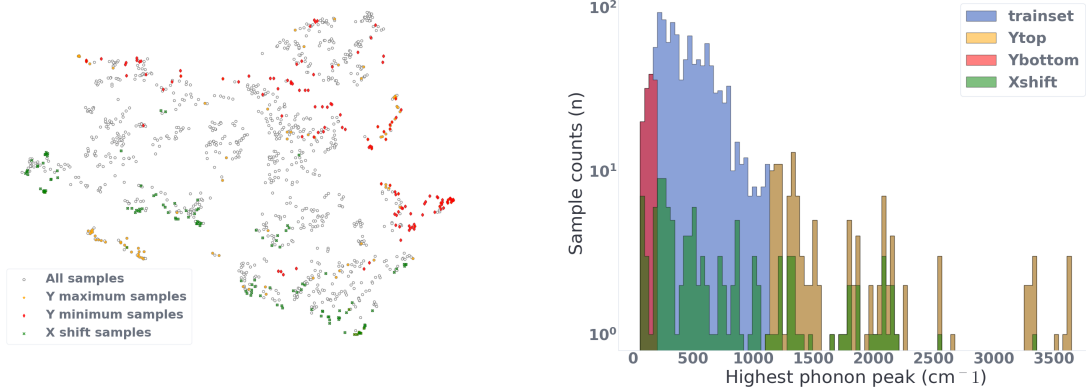 All samples
Y maximum samples
Y minimum samples
X shift samples
10²
10¹
10⁰
Sample counts (n)
trainset
Ytop
Ybottom
Xshift
0 500 1000 1500 2000 2500 3000 3500
Highest phonon peak (cm⁻¹)